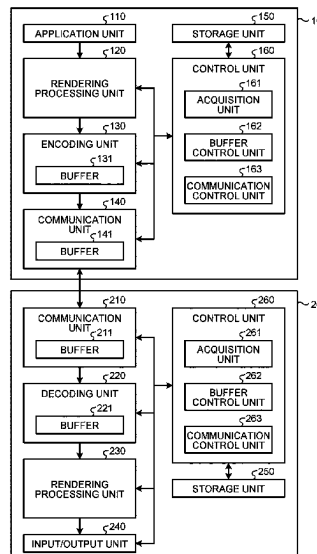 110
APPLICATION UNIT
120
RENDERING
PROCESSING UNIT
130
ENCODING UNIT
131
BUFFER
140
COMMUNICATION
UNIT
141
BUFFER
150
STORAGE UNIT
160
CONTROL UNIT
161
ACQUISITION
UNIT
162
BUFFER
CONTROL UNIT
163
COMMUNICATION
CONTROL UNIT
210
COMMUNICATION
UNIT
211
BUFFER
220
DECODING UNIT
221
BUFFER
230
RENDERING
PROCESSING UNIT
240
INPUT/OUTPUT UNIT
260
CONTROL UNIT
261
ACQUISITION
UNIT
262
BUFFER
CONTROL UNIT
263
COMMUNICATION
CONTROL UNIT
250
STORAGE UNIT